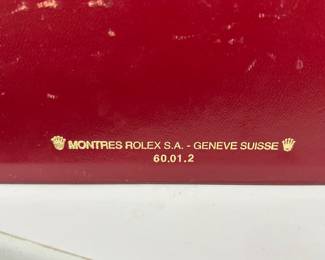 MONTRES ROLEX S.A. - GENEVE SUISSE
60.01.2